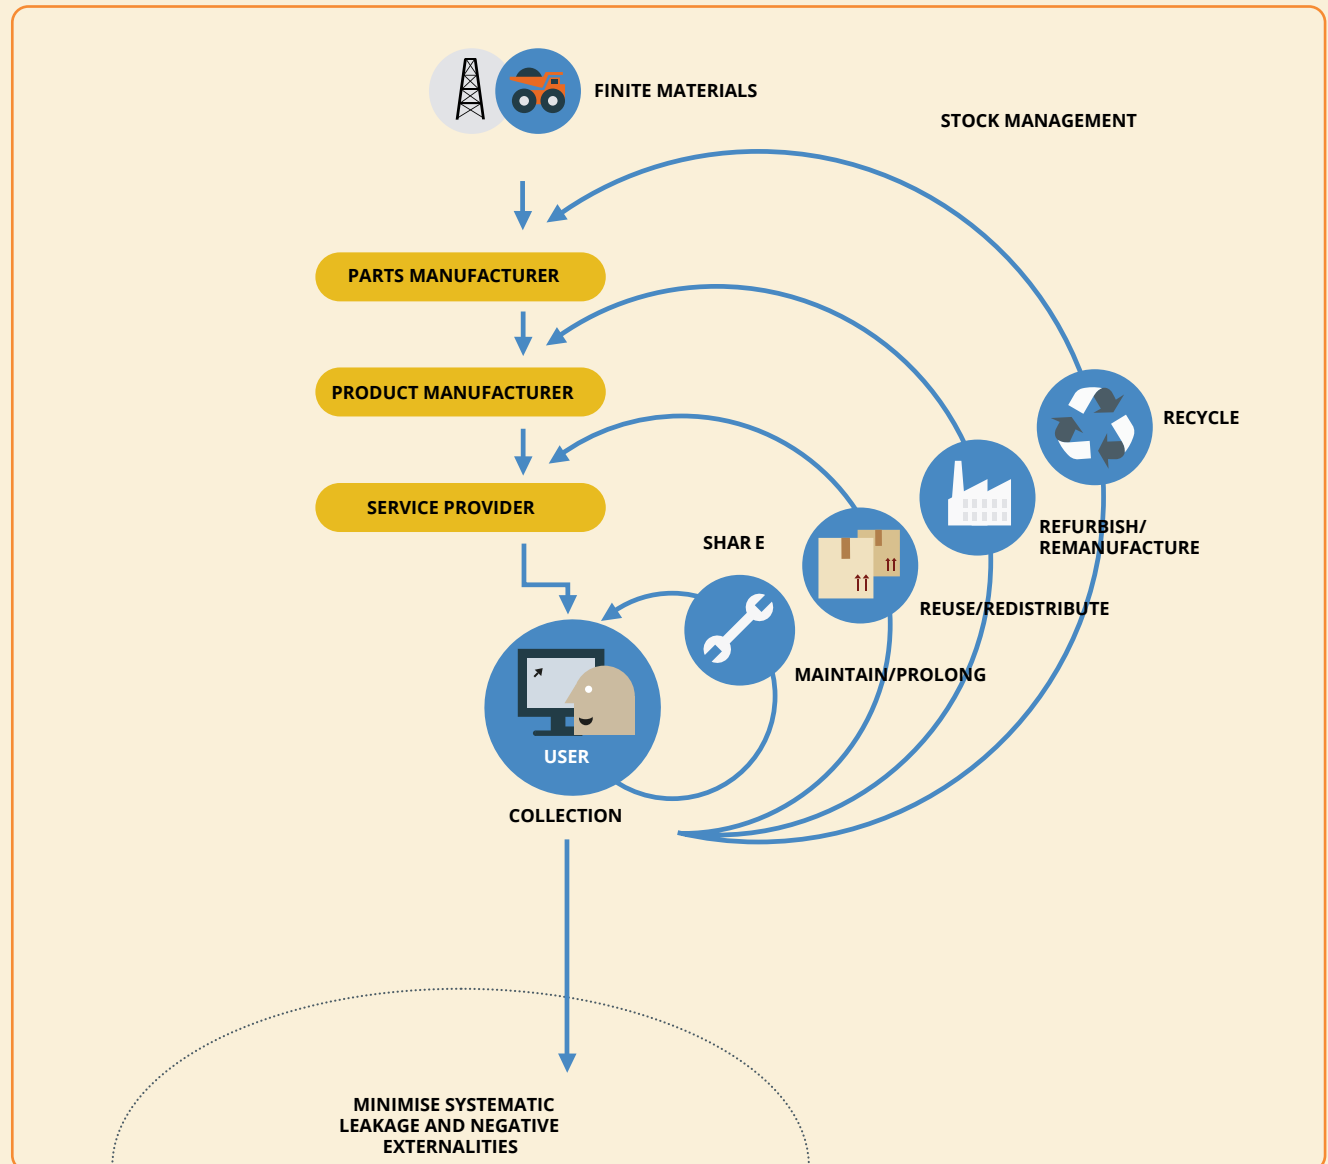 FINITE MATERIALS
STOCK MANAGEMENT
PARTS MANUFACTURER
PRODUCT MANUFACTURER
RECYCLE
SERVICE PROVIDER
REFURBISH/
REMANUFACTURE
SHARE
REUSE/REDISTRIBUTE
MAINTAIN/PROLONG
USER
COLLECTION
MINIMISE SYSTEMATIC
LEAKAGE AND NEGATIVE
EXTERNALITIES